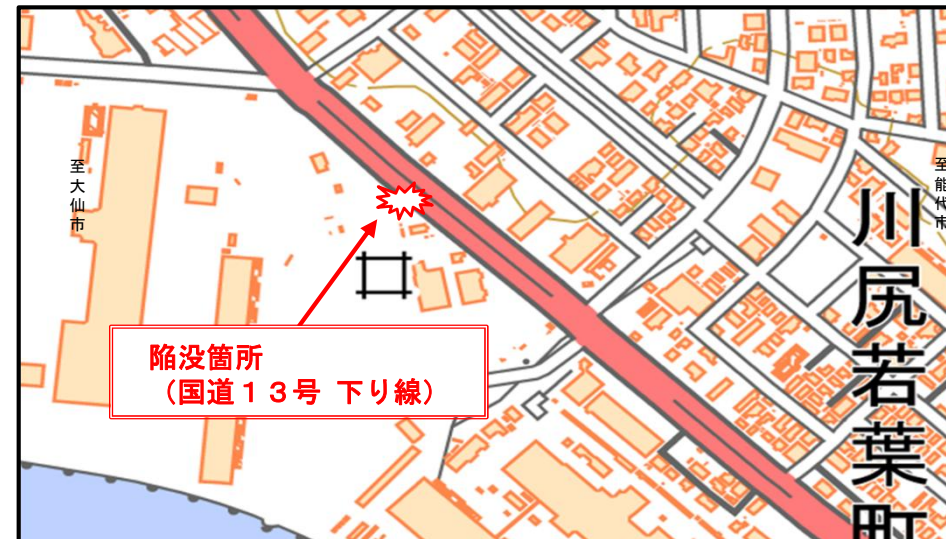 至大仙市
至能代市
川尻若葉町
陥没箇所
（国道１３号 下り線）